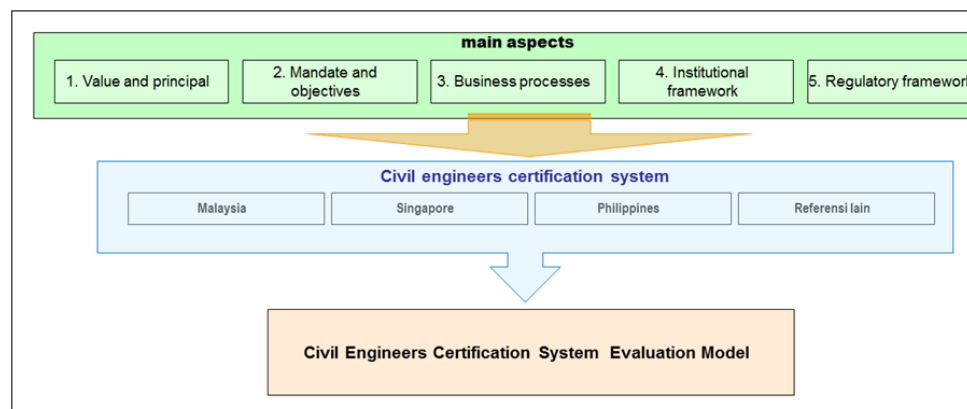 main aspects
1. Value and principal
2. Mandate and
objectives
3. Business processes
4. Institutional
framework
5. Regulatory framework
Civil engineers certification system
Malaysia
Singapore
Philippines
Referensi lain
Civil Engineers Certification System Evaluation Model